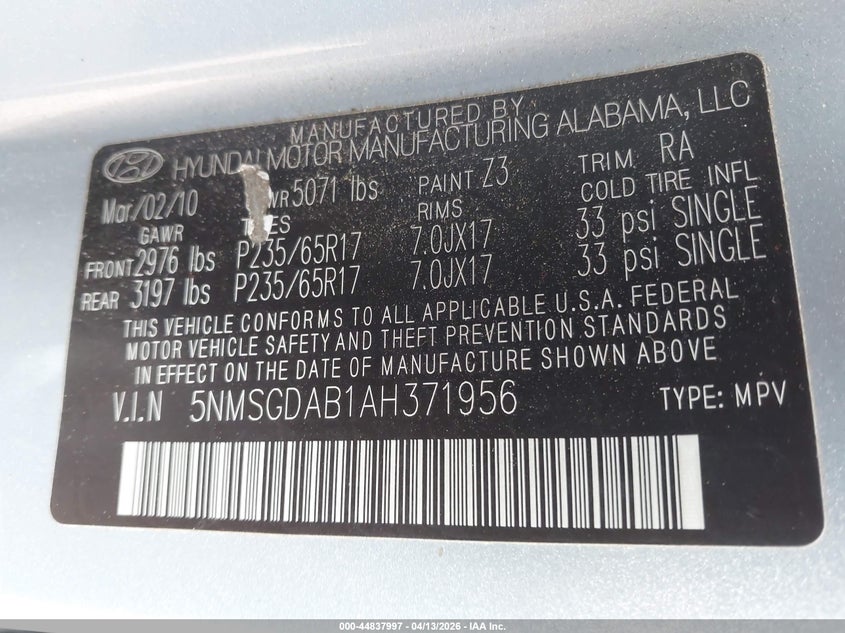 MANUFACTURED BY
HYUNDAI MOTOR MANUFACTURING ALABAMA, LLC
Mar/02/10 5071 lbs PAINT Z3 TRIM RA
GAWR RIMS COLD TIRE INFL
FRONT 2976 lbs P235/65R17 7.0JX17 33 psi SINGLE
REAR 3197 lbs P235/65R17 7.0JX17 33 psi SINGLE
THIS VEHICLE CONFORMS TO ALL APPLICABLE U.S.A. FEDERAL
MOTOR VEHICLE SAFETY AND THEFT PREVENTION STANDARDS
IN EFFECT ON THE DATE OF MANUFACTURE SHOWN ABOVE
V.I.N 5NMSGDAB1AH371956 TYPE: MPV
000-44837997 - 04/13/2026 - IAA Inc.